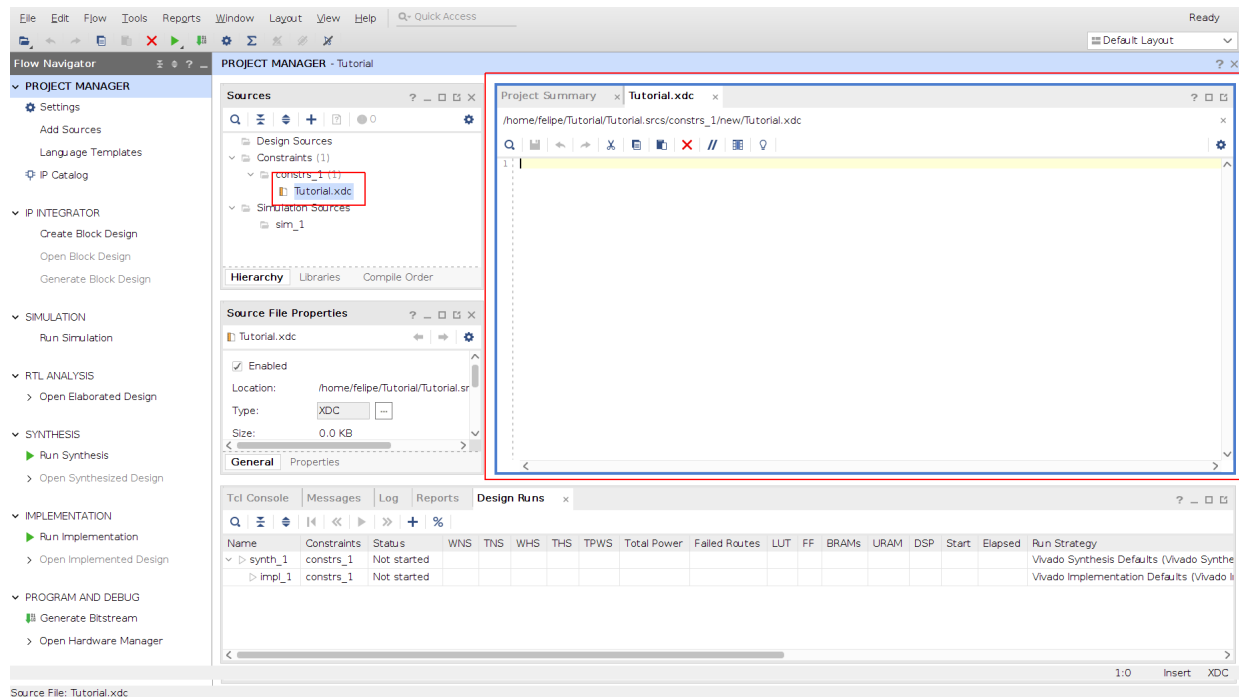 File Edit Flow Tools Reports Window Layout View Help Quick Access Ready
Default Layout
Flow Navigator
PROJECT MANAGER
Settings
Add Sources
Language Templates
IP Catalog
IP INTEGRATOR
Create Block Design
Open Block Design
Generate Block Design
SIMULATION
Run Simulation
RTL ANALYSIS
Open Elaborated Design
SYNTHESIS
Run Synthesis
Open Synthesized Design
IMPLEMENTATION
Run Implementation
Open Implemented Design
PROGRAM AND DEBUG
Generate Bitstream
Open Hardware Manager
PROJECT MANAGER - Tutorial
Sources
0
Design Sources
Constraints (1)
constrs_1 (1)
Tutorial.xdc
Simulation Sources
sim_1
Hierarchy Libraries Compile Order
Source File Properties
Tutorial.xdc
Enabled
Location: /home/felipe/Tutorial/Tutorial.sr
Type: XDC ...
Size: 0.0 KB
General Properties
Project Summary Tutorial.xdc
/home/felipe/Tutorial/Tutorial.srcs/constrs_1/new/Tutorial.xdc
1
Tcl Console Messages Log Reports Design Runs
Name Constraints Status WNS TNS WHS THS TPWS Total Power Failed Routes LUT FF BRAMs URAM DSP Start Elapsed Run Strategy
synth_1 constrs_1 Not started Vivado Synthesis Defaults (Vivado Synthe
impl_1 constrs_1 Not started Vivado Implementation Defaults (Vivado I
1:0 Insert XDC
Source File: Tutorial.xdc